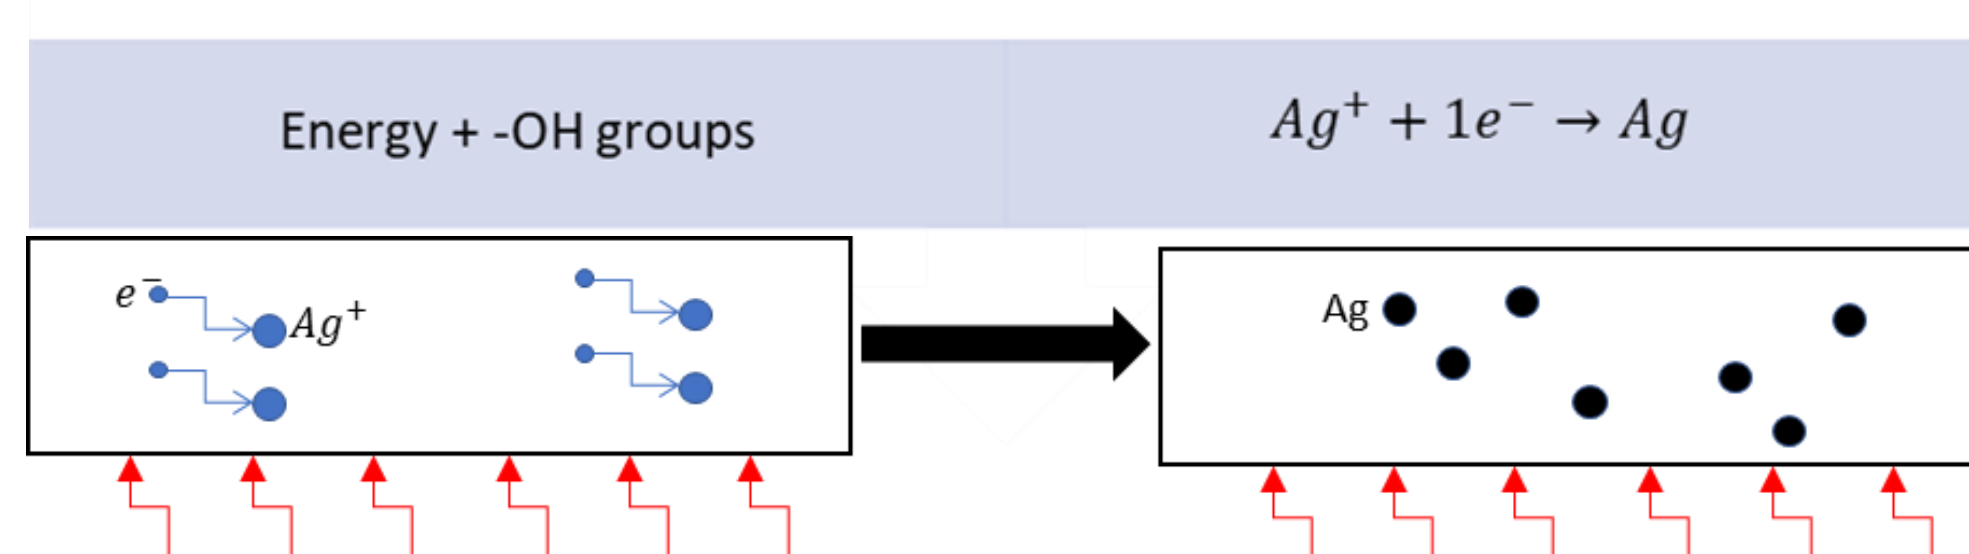 Energy + -OH groups
Ag⁺ + 1e⁻ → Ag
e⁻
Ag⁺
Ag